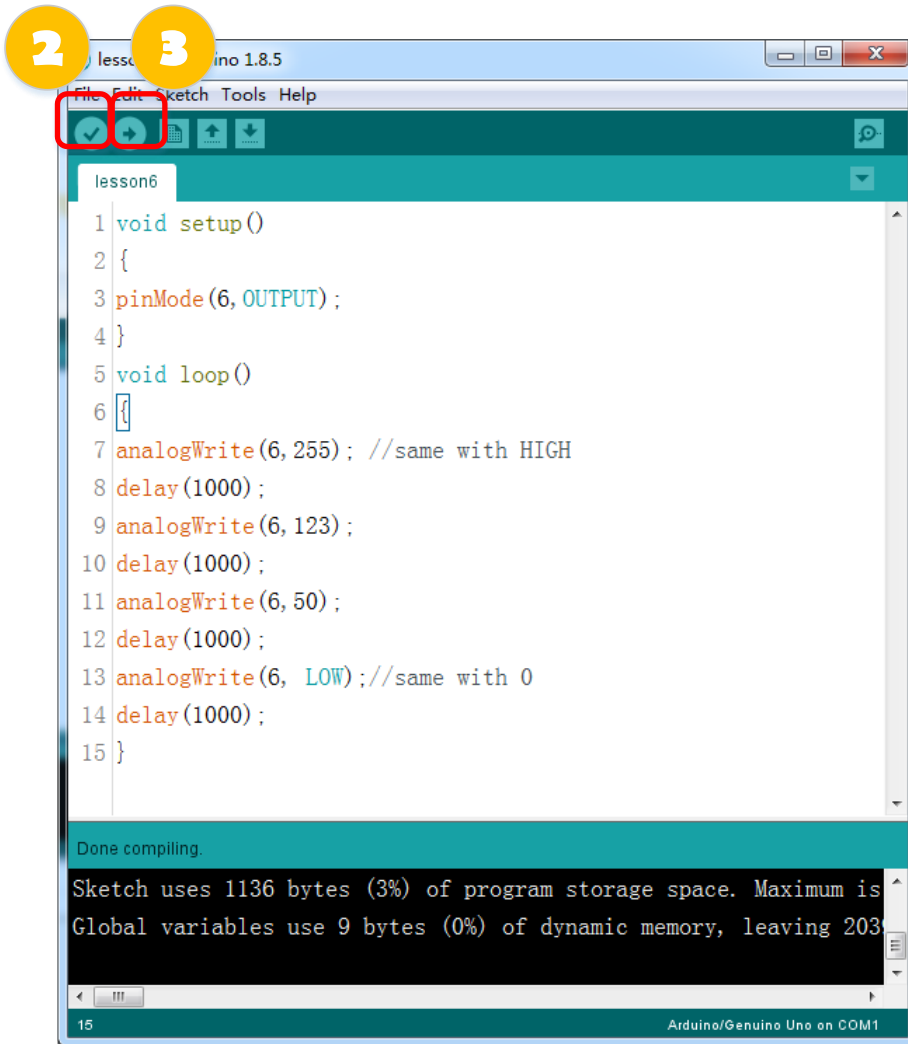 2
3
lesso ino 1.8.5
File Edit Sketch Tools Help
lesson6
1 void setup()
2 {
3 pinMode(6,OUTPUT);
4 }
5 void loop()
6 {
7 analogWrite(6,255); //same with HIGH
8 delay(1000);
9 analogWrite(6,123);
10 delay(1000);
11 analogWrite(6,50);
12 delay(1000);
13 analogWrite(6, LOW);//same with 0
14 delay(1000);
15 }
Done compiling.
Sketch uses 1136 bytes (3%) of program storage space. Maximum is
Global variables use 9 bytes (0%) of dynamic memory, leaving 203
15 Arduino/Genuino Uno on COM1